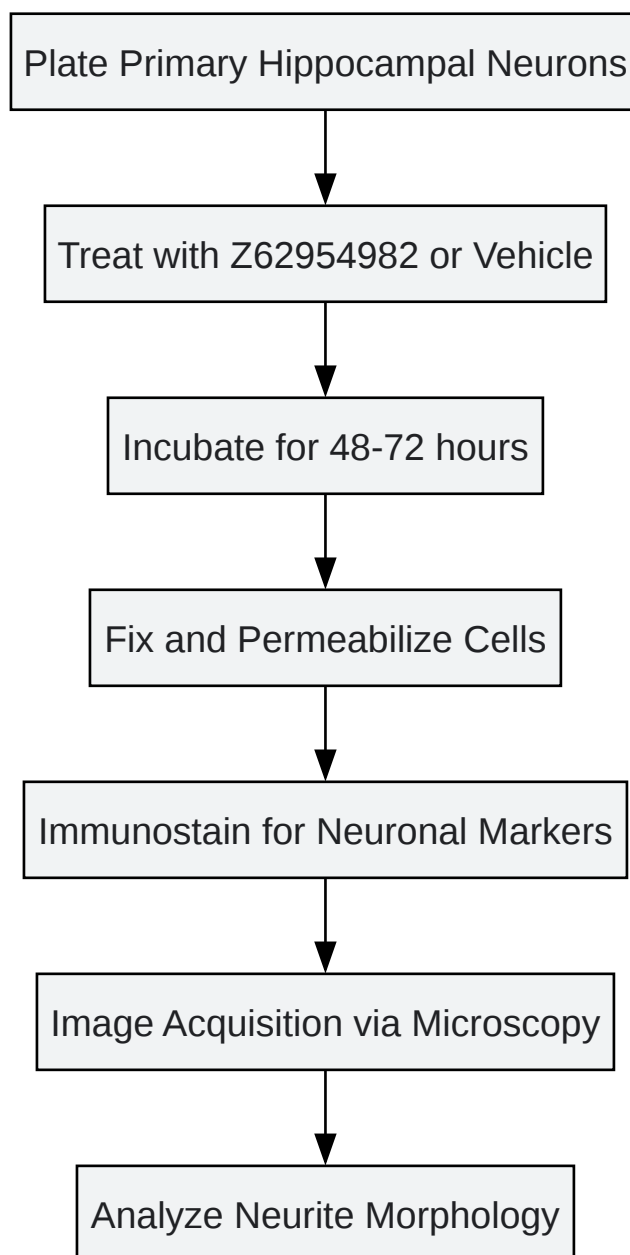 Plate Primary Hippocampal Neurons
Treat with Z62954982 or Vehicle
Incubate for 48-72 hours
Fix and Permeabilize Cells
Immunostain for Neuronal Markers
Image Acquisition via Microscopy
Analyze Neurite Morphology